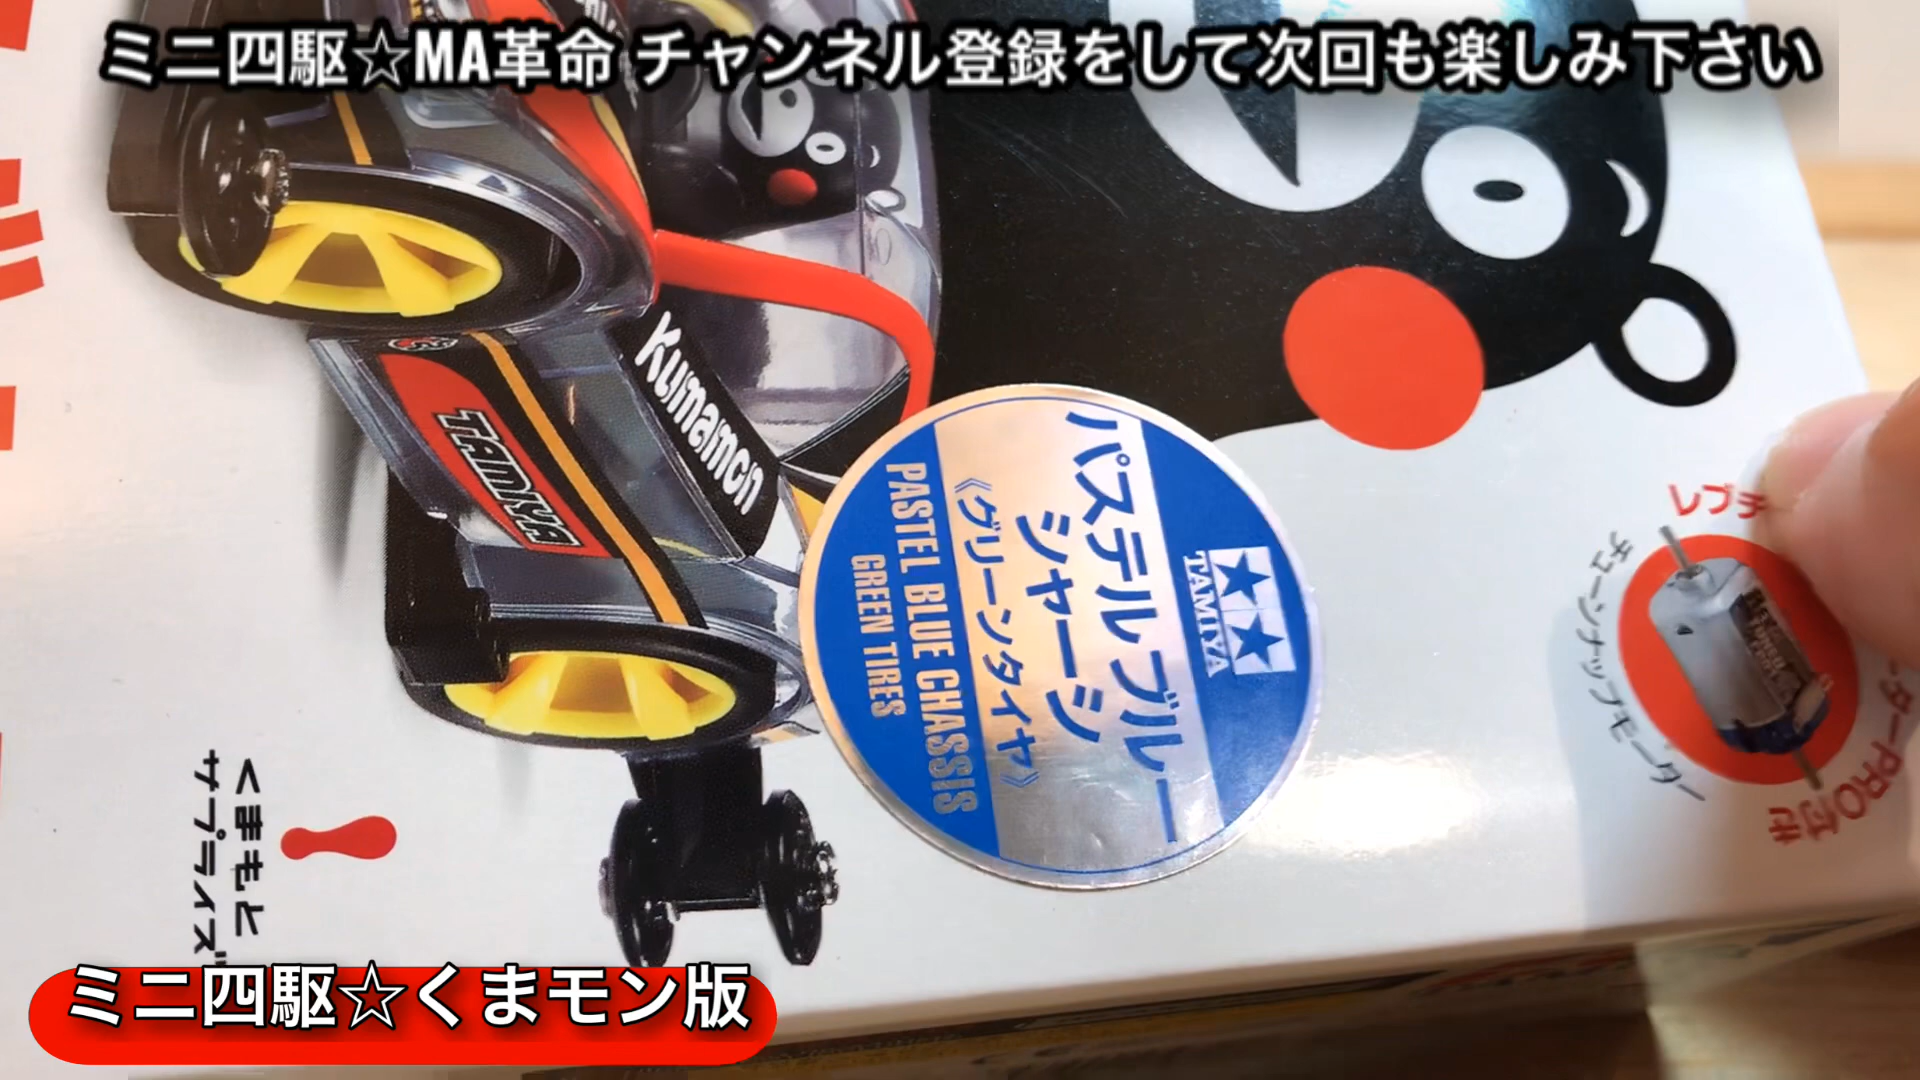 ミニ四駆☆MA革命 チャンネル登録をして次回も楽しみ下さい
Kumamon
TAMIYA
TAMIYA
パステルブルー
シャーシ
《グリーンタイヤ》
PASTEL BLUE CHASSIS
GREEN TIRES
レブチ
ューンナップモーター
ターPRO付き
くまもと
サプライズ
ミニ四駆☆くまモン版